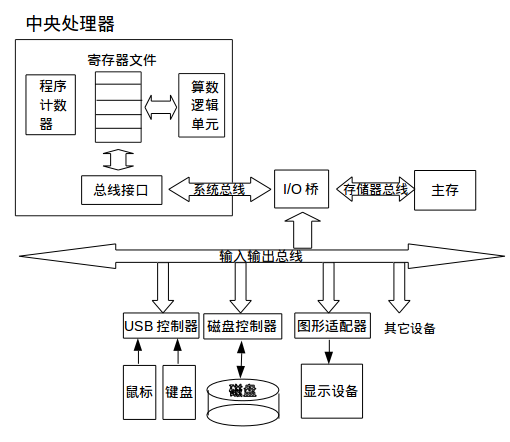 中央处理器
寄存器文件
程序
计数
器
算数
逻辑
单元
总线接口
系统总线
I/O 桥
存储器总线
主存
输入输出总线
USB 控制器
磁盘控制器
图形适配器
其它设备
鼠标
键盘
磁盘
显示设备